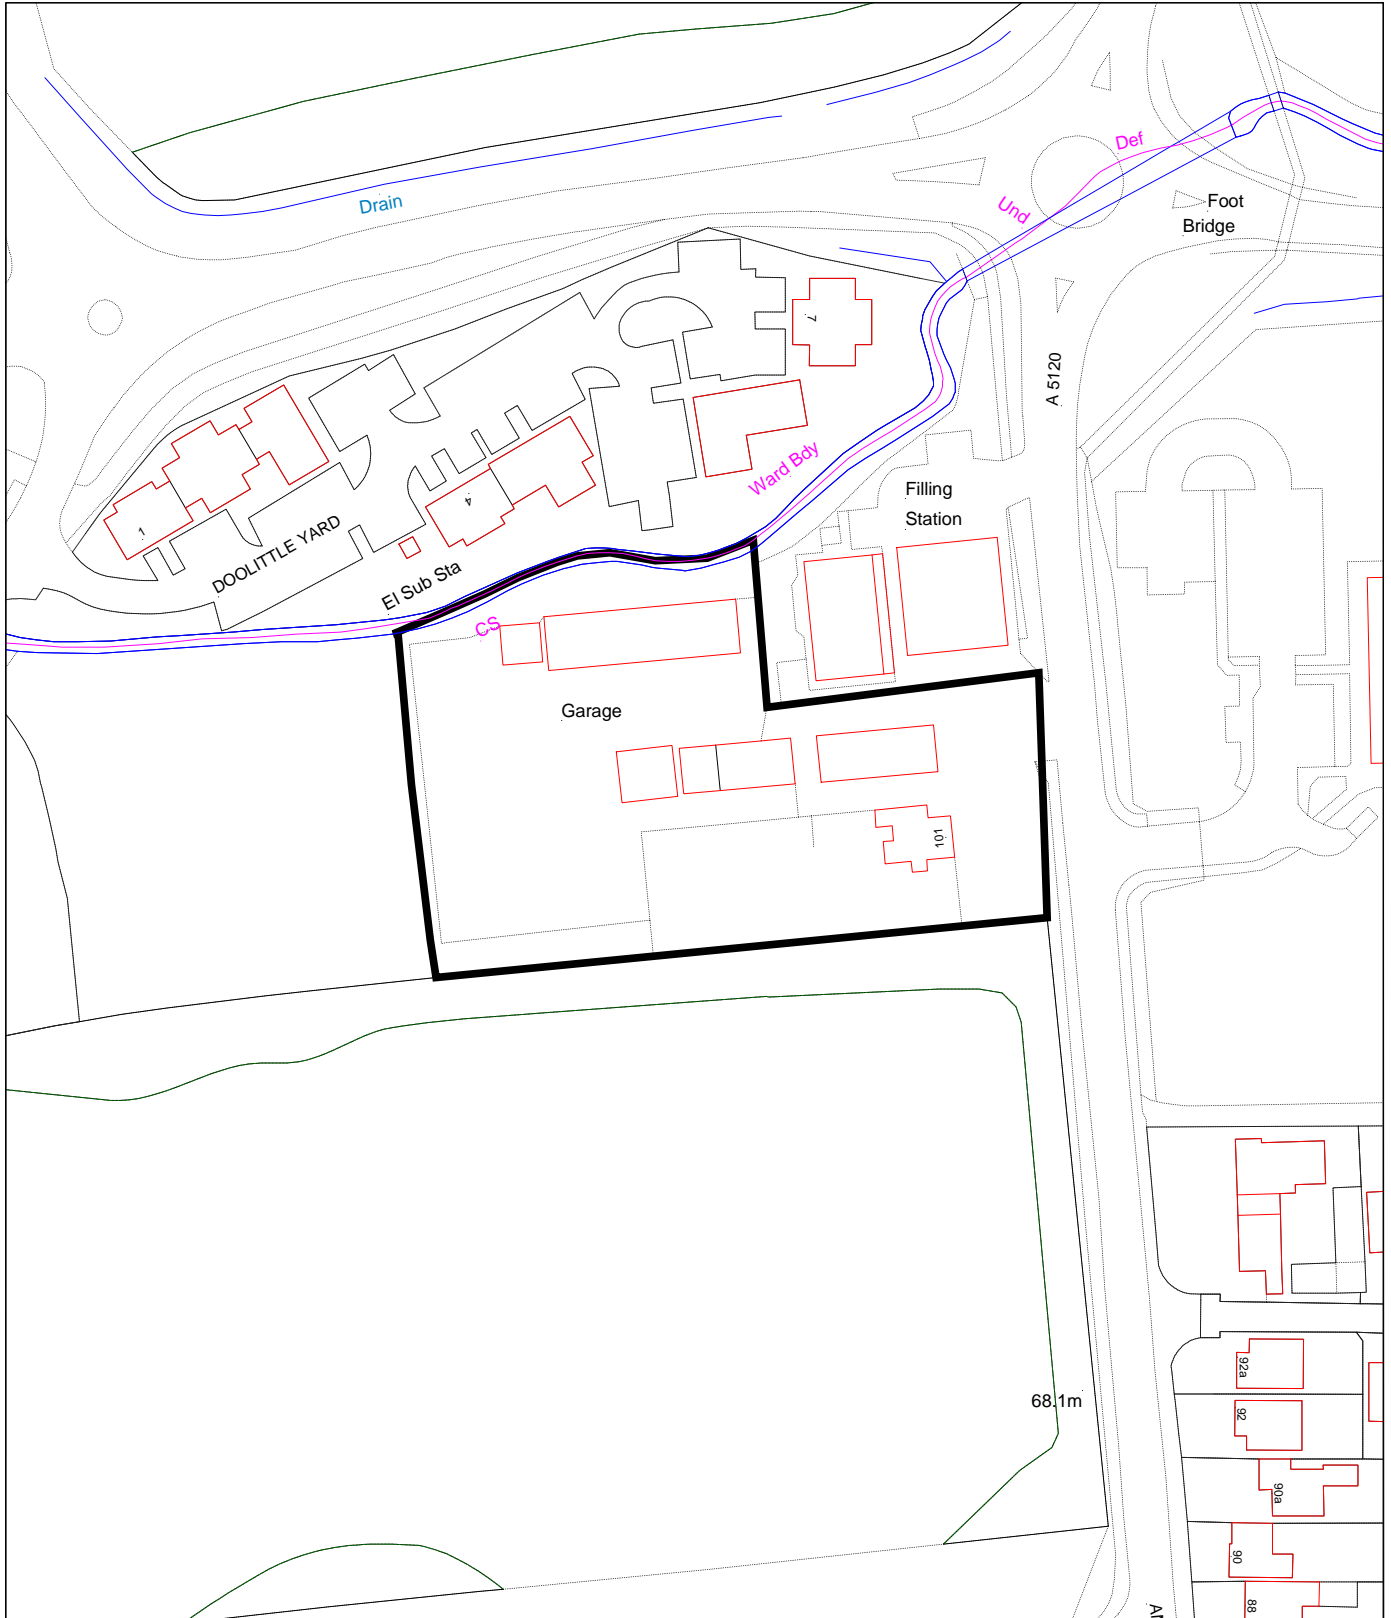 Def
Drain
Und
Foot
Bridge
7
A 5120
Ward Bdy
Filling
Station
4
1
DOOLITTLE YARD
El Sub Sta
CS
Garage
101
92a
68.1m
92
90a
90
88